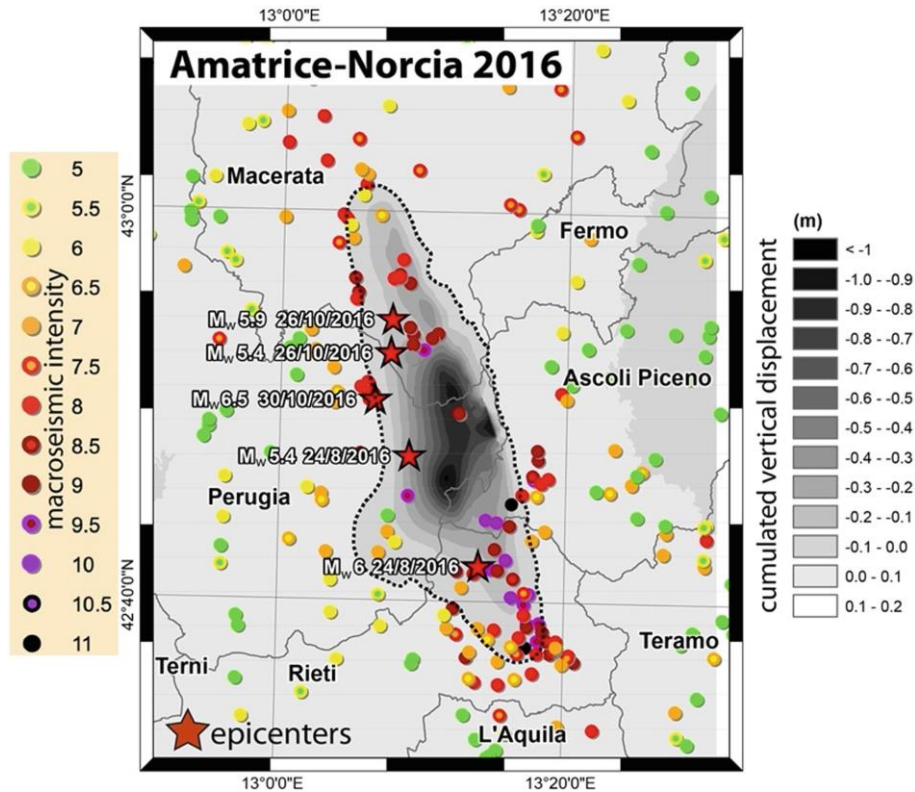 13°0'0"E 13°20'0"E
Amatrice-Norcia 2016
macroseismic intensity
5
5.5
6
6.5
7
7.5
8
8.5
9
9.5
10
10.5
11
43°0'0"N
42°40'0"N
Macerata
Fermo
M_w 5.9 26/10/2016
M_w 5.4 26/10/2016
Ascoli Piceno
M_w 6.5 30/10/2016
M_w 5.4 24/8/2016
Perugia
M_w 6 24/8/2016
Teramo
Terni
Rieti
L'Aquila
epicenters
13°0'0"E 13°20'0"E
cumulated vertical displacement
(m)
< -1
-1.0 - -0.9
-0.9 - -0.8
-0.8 - -0.7
-0.7 - -0.6
-0.6 - -0.5
-0.5 - -0.4
-0.4 - -0.3
-0.3 - -0.2
-0.2 - -0.1
-0.1 - 0.0
0.0 - 0.1
0.1 - 0.2